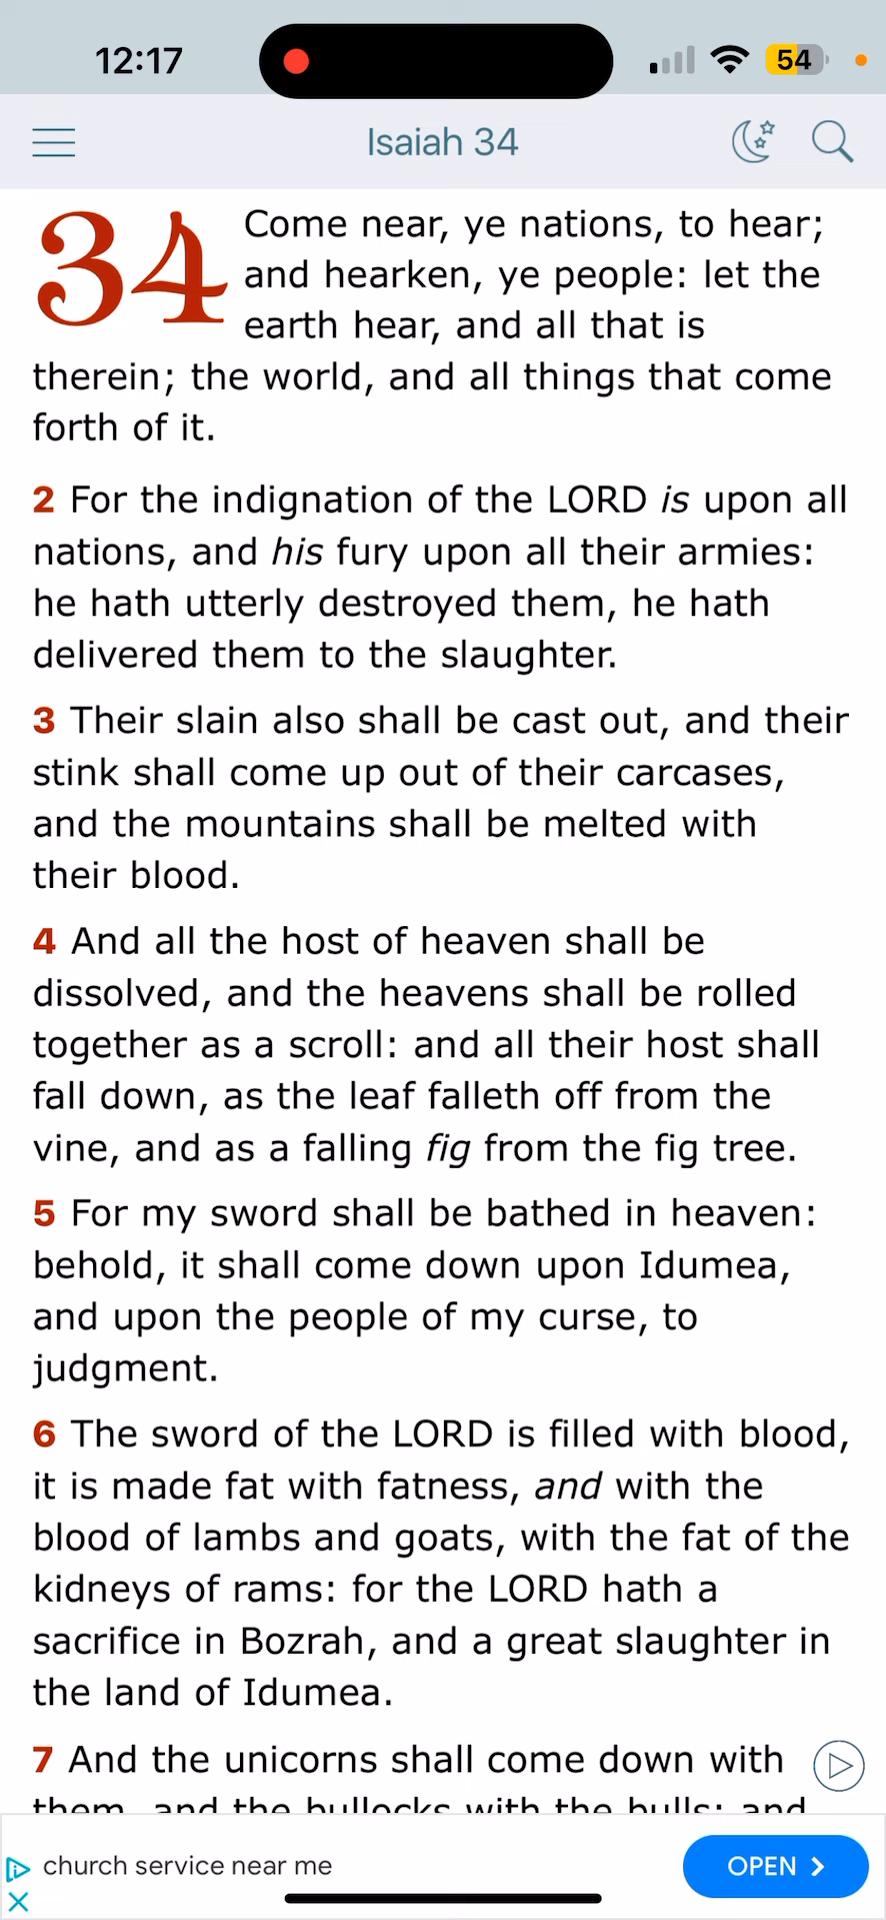 12:17
54
Isaiah 34
34 Come near, ye nations, to hear;
and hearken, ye people: let the
earth hear, and all that is
therein; the world, and all things that come
forth of it.
2 For the indignation of the LORD is upon all
nations, and his fury upon all their armies:
he hath utterly destroyed them, he hath
delivered them to the slaughter.
3 Their slain also shall be cast out, and their
stink shall come up out of their carcases,
and the mountains shall be melted with
their blood.
4 And all the host of heaven shall be
dissolved, and the heavens shall be rolled
together as a scroll: and all their host shall
fall down, as the leaf falleth off from the
vine, and as a falling fig from the fig tree.
5 For my sword shall be bathed in heaven:
behold, it shall come down upon Idumea,
and upon the people of my curse, to
judgment.
6 The sword of the LORD is filled with blood,
it is made fat with fatness, and with the
blood of lambs and goats, with the fat of the
kidneys of rams: for the LORD hath a
sacrifice in Bozrah, and a great slaughter in
the land of Idumea.
7 And the unicorns shall come down with
them, and the bullocks with the bulls; and
church service near me
OPEN